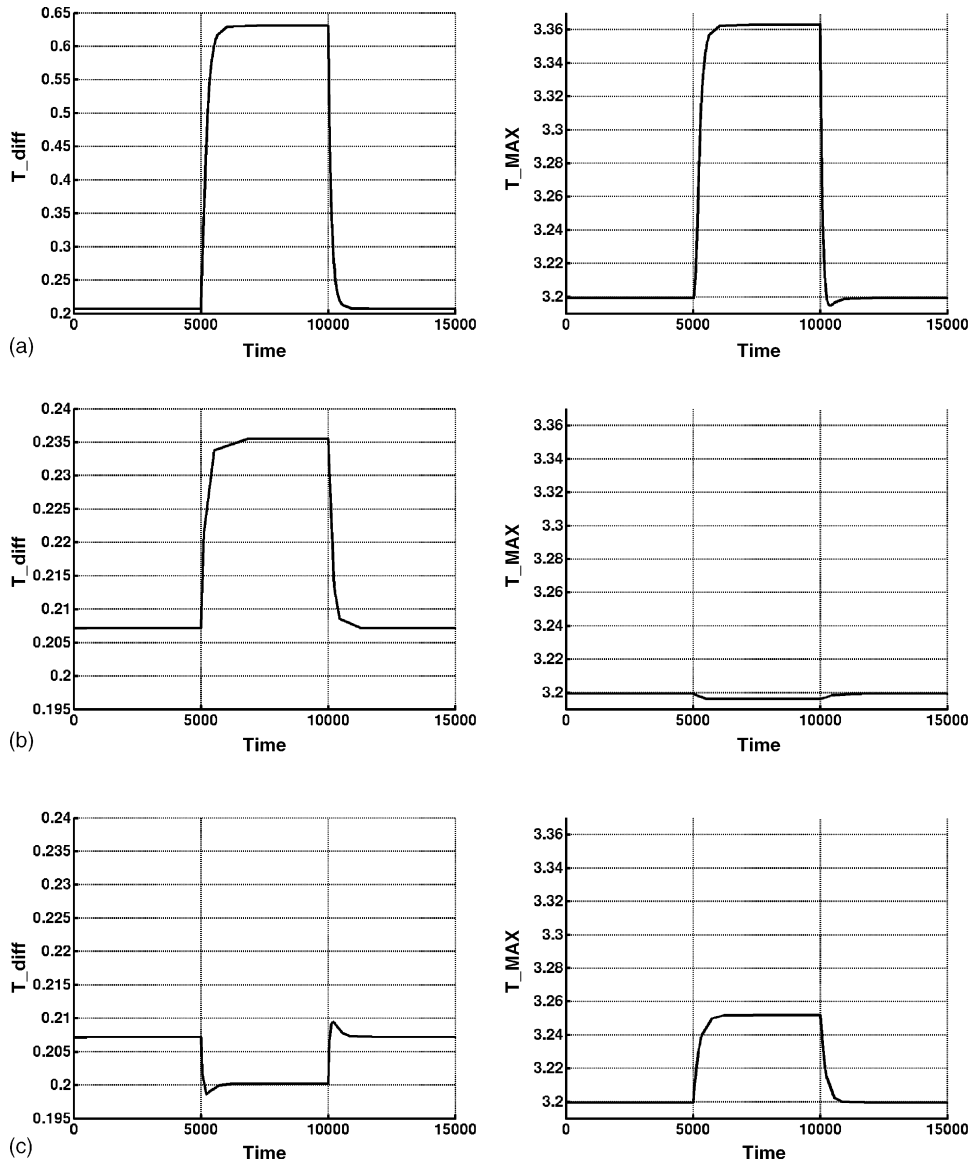 0.65
0.6
0.55
0.5
0.45
0.4
0.35
0.3
0.25
0.2
T_diff
0 5000 10000 15000
Time
3.36
3.34
3.32
3.3
3.28
3.26
3.24
3.22
3.2
T_MAX
0 5000 10000 15000
Time
(a)
0.24
0.235
0.23
0.225
0.22
0.215
0.21
0.205
0.2
0.195
T_diff
0 5000 10000 15000
Time
3.36
3.34
3.32
3.3
3.28
3.26
3.24
3.22
3.2
T_MAX
0 5000 10000 15000
Time
(b)
0.24
0.235
0.23
0.225
0.22
0.215
0.21
0.205
0.2
0.195
T_diff
0 5000 10000 15000
Time
3.36
3.34
3.32
3.3
3.28
3.26
3.24
3.22
3.2
T_MAX
0 5000 10000 15000
Time
(c)